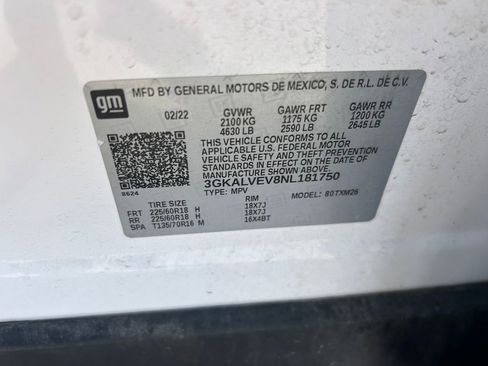 gm
MFD BY GENERAL MOTORS DE MEXICO, S. DE R.L. DE C.V.
02/22 GVWR GAWR FRT GAWR RR
2100 KG 1175 KG 1200 KG
4630 LB 2590 LB 2645 LB
THIS VEHICLE CONFORMS TO ALL
APPLICABLE U.S. FEDERAL MOTOR
VEHICLE SAFETY, BUMPER, AND THEFT
PREVENTION STANDARDS IN EFFECT ON
THE DATE OF MANUFACTURE SHOWN ABOVE.
3GKALVEV8NL181750
8624 TYPE: MPV MODEL: 80TXM26
TIRE SIZE RIM
FRT 225/60R18 H 18X7J
RR 225/60R18 H 18X7J
SPA T135/70R16 M 16X4BT